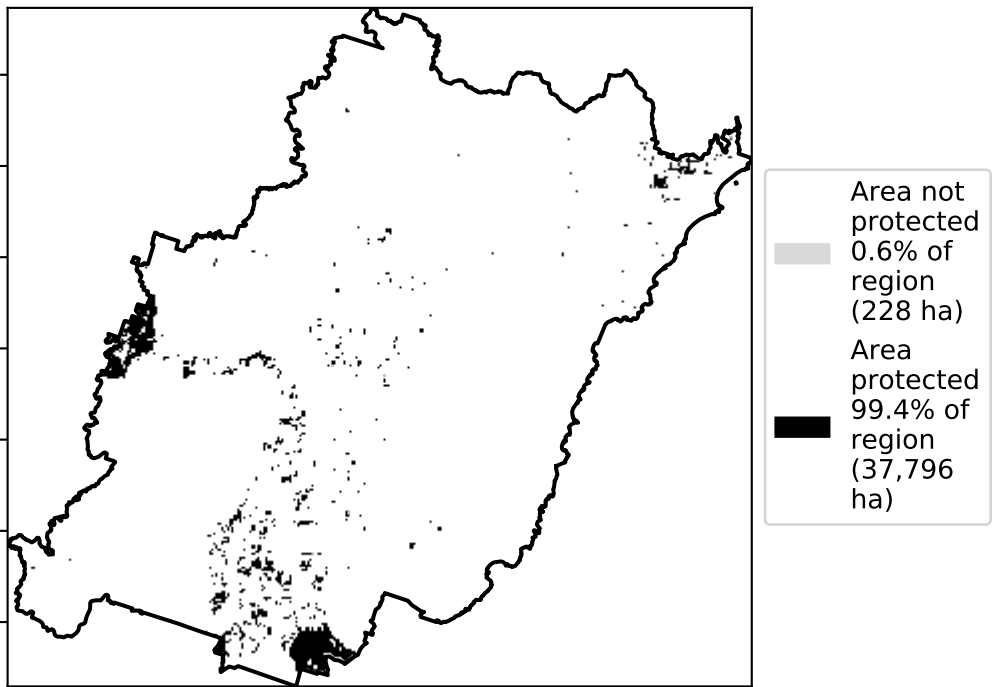 Area not
protected
0.6% of
region
(228 ha)
Area
protected
99.4% of
region
(37,796
ha)